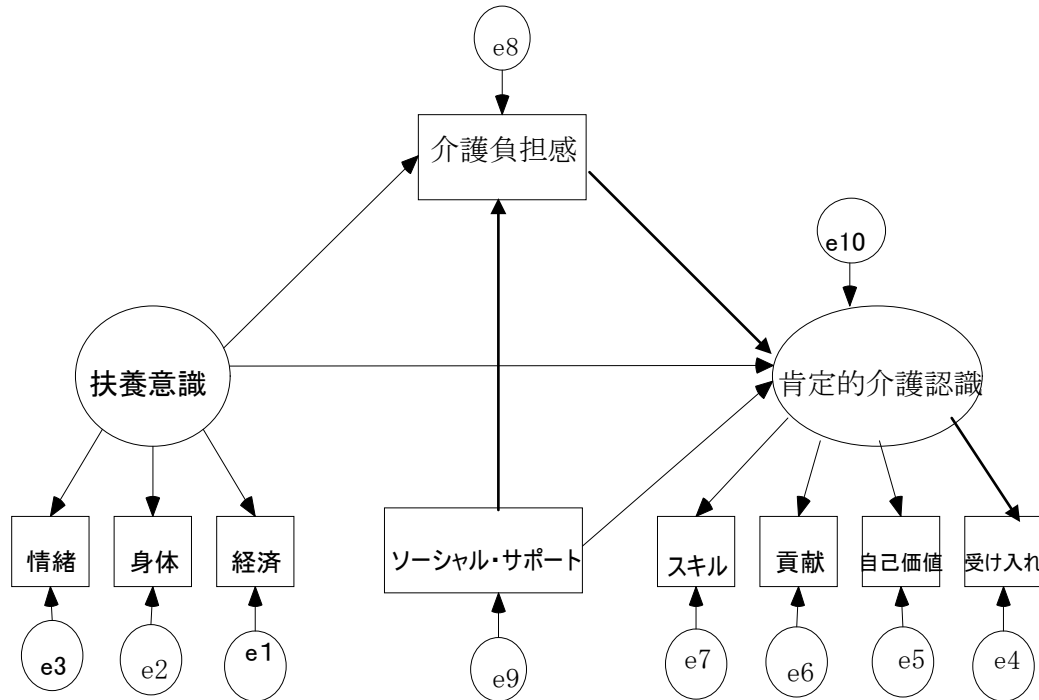 e8
介護負担感
e10
扶養意識
肯定的介護認識
情緒
身体
経済
ソーシャル・サポート
スキル
貢献
自己価値
受け入れ
e3
e2
e1
e9
e7
e6
e5
e4